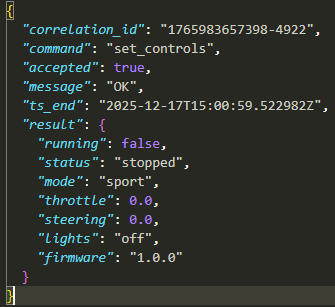 {
  "correlation_id": "1765983657398-4922",
  "command": "set_controls",
  "accepted": true,
  "message": "OK",
  "ts_end": "2025-12-17T15:00:59.522982Z",
  "result": {
    "running": false,
    "status": "stopped",
    "mode": "sport",
    "throttle": 0.0,
    "steering": 0.0,
    "lights": "off",
    "firmware": "1.0.0"
  }
}